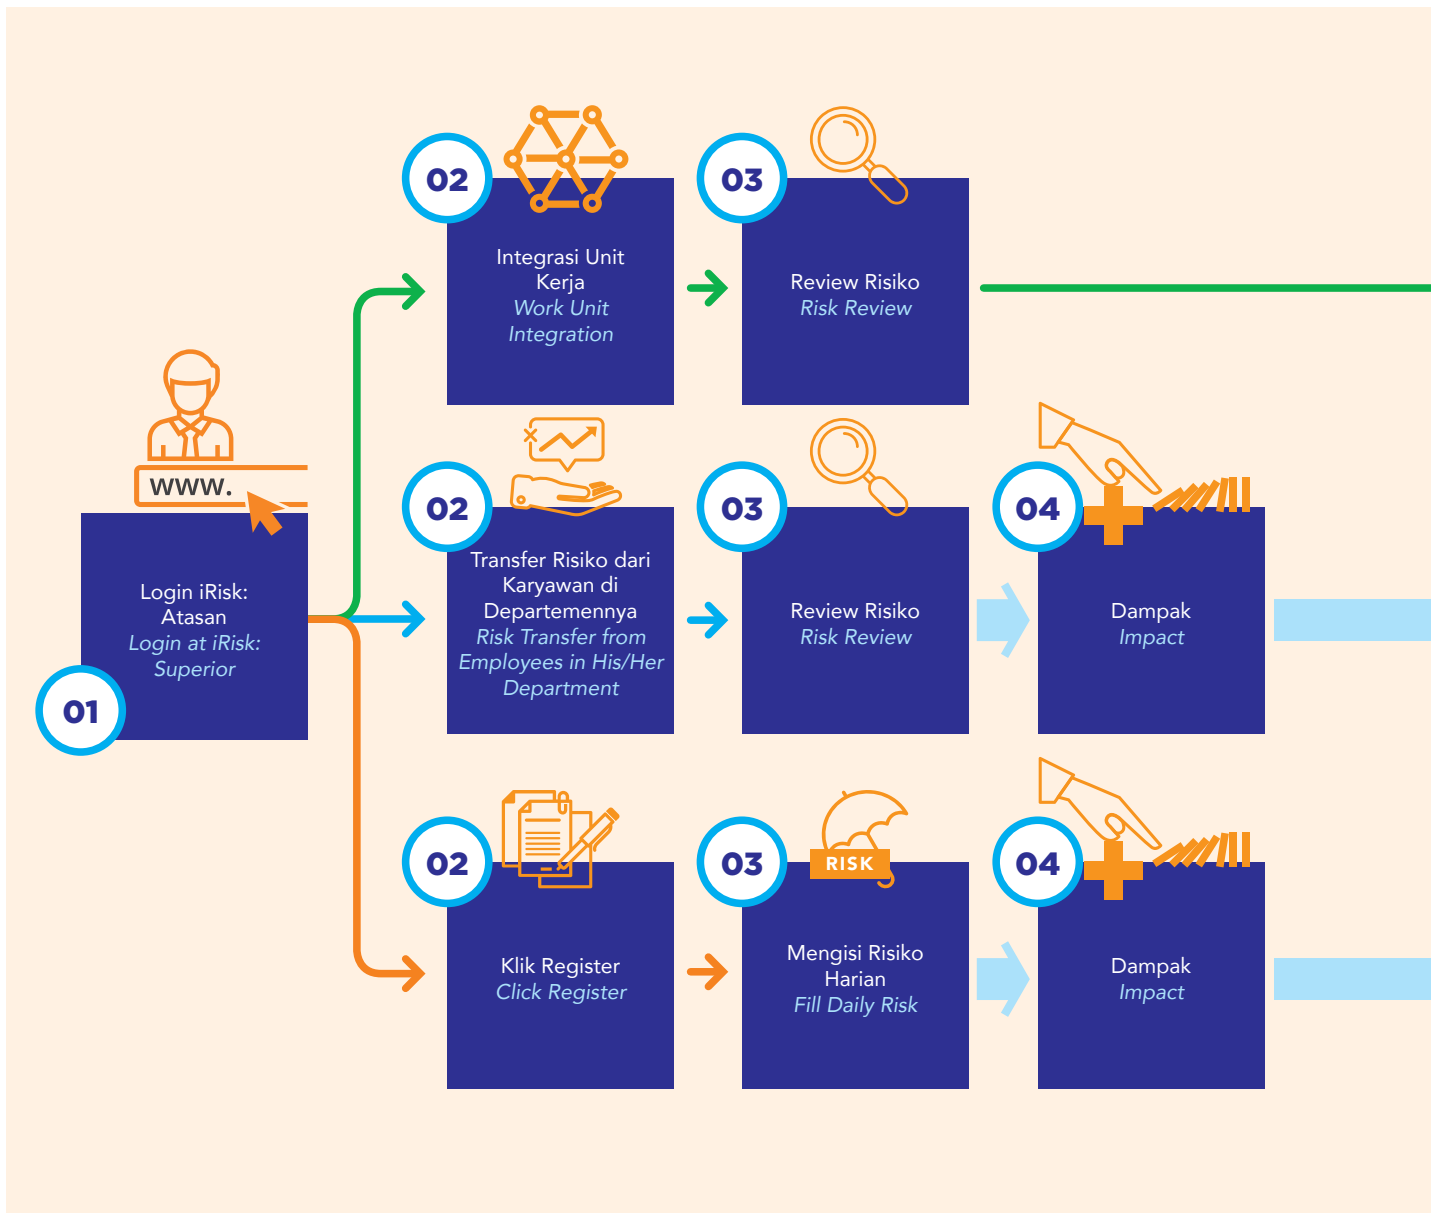 02
Integrasi Unit
Kerja
Work Unit
Integration
03
Review Risiko
Risk Review
www.
Login iRisk:
Atasan
Login at iRisk:
Superior
01
02
Transfer Risiko dari
Karyawan di
Departemennya
Risk Transfer from
Employees in His/Her
Department
03
Review Risiko
Risk Review
04
Dampak
Impact
02
Klik Register
Click Register
03
RISK
Mengisi Risiko
Harian
Fill Daily Risk
04
Dampak
Impact